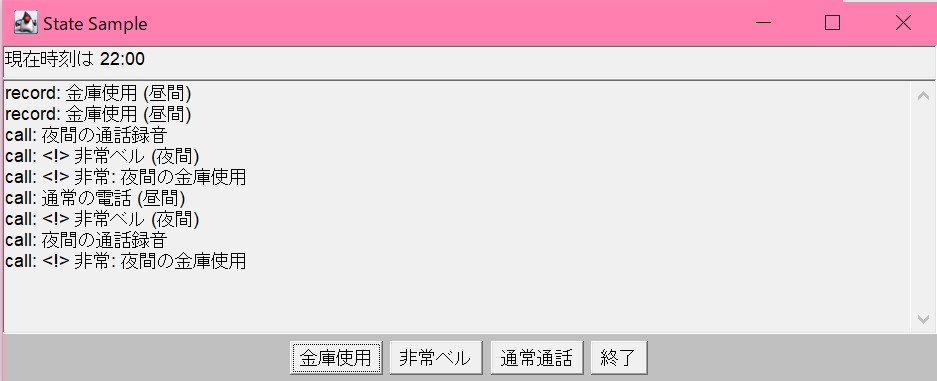 State Sample
現在時刻は 22:00
record: 金庫使用 (昼間)
record: 金庫使用 (昼間)
call: 夜間の通話録音
call: <!> 非常ベル (夜間)
call: <!> 非常: 夜間の金庫使用
call: 通常の電話 (昼間)
call: <!> 非常ベル (夜間)
call: 夜間の通話録音
call: <!> 非常: 夜間の金庫使用
金庫使用 非常ベル 通常通話 終了